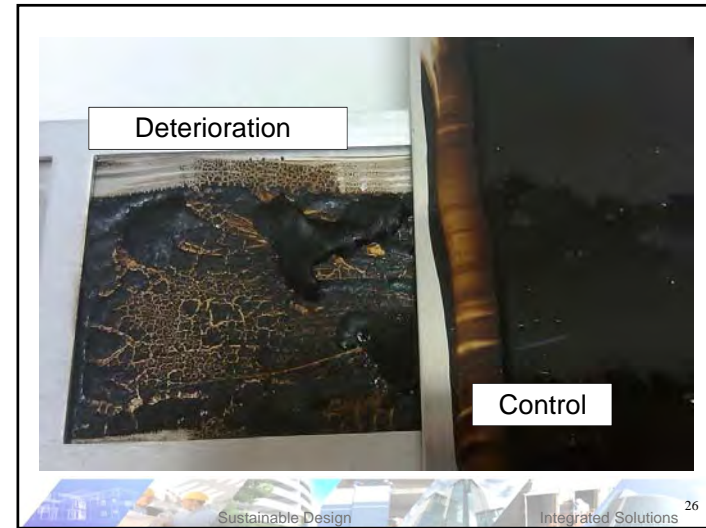 Deterioration
Control
Sustainable Design
Integrated Solutions
26